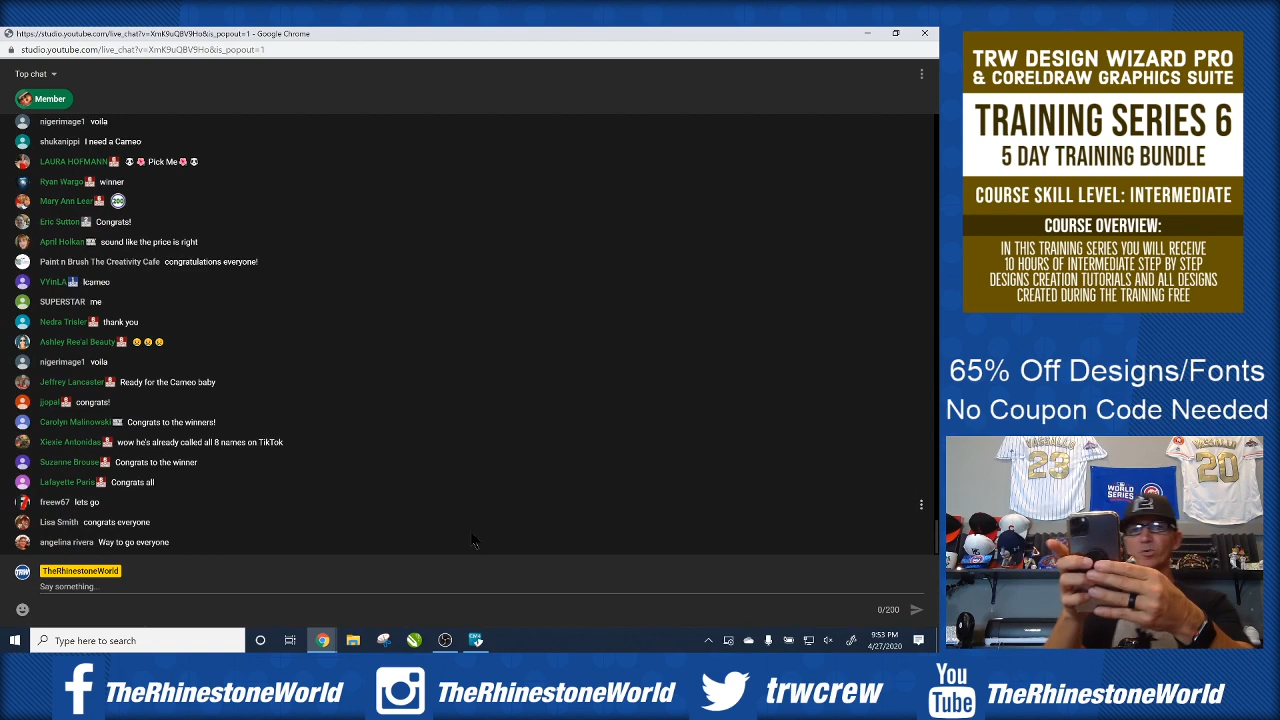 https://studio.youtube.com/live_chat?v=XmK9uQBV9Ho&is_popout=1 - Google Chrome
studio.youtube.com/live_chat?v=XmK9uQBV9Ho&is_popout=1
Top chat
Member
nigerimage1 voila
shukanippi I need a Cameo
LAURA HOFMANN Pick Me
Ryan Wargo winner
Mary Ann Lear
Eric Sutton Congrats!
April Holkan sound like the price is right
Paint n Brush The Creativity Cafe congratulations everyone!
VYinLA !cameo
SUPERSTAR me
Nedra Trisler thank you
Ashley Ree'al Beauty
nigerimage1 voila
Jeffrey Lancaster Ready for the Cameo baby
jjopal congrats!
Carolyn Malinowski Congrats to the winners!
Xiexie Antonidas wow he's already called all 8 names on TikTok
Suzanne Brouse Congrats to the winner
Lafayette Paris Congrats all
freew67 lets go
Lisa Smith congrats everyone
angelina rivera Way to go everyone
TheRhinestoneWorld
Say something...
0/200
Type here to search
9:53 PM
4/27/2020
TRW DESIGN WIZARD PRO
& CORELDRAW GRAPHICS SUITE
TRAINING SERIES 6
5 DAY TRAINING BUNDLE
COURSE SKILL LEVEL: INTERMEDIATE
COURSE OVERVIEW:
IN THIS TRAINING SERIES YOU WILL RECEIVE
10 HOURS OF INTERMEDIATE STEP BY STEP
DESIGNS CREATION TUTORIALS AND ALL DESIGNS
CREATED DURING THE TRAINING FREE
65% Off Designs/Fonts
No Coupon Code Needed
23
WORLD
SERIES
20
f TheRhinestoneWorld
TheRhinestoneWorld
trwcrew
You
Tube
TheRhinestoneWorld